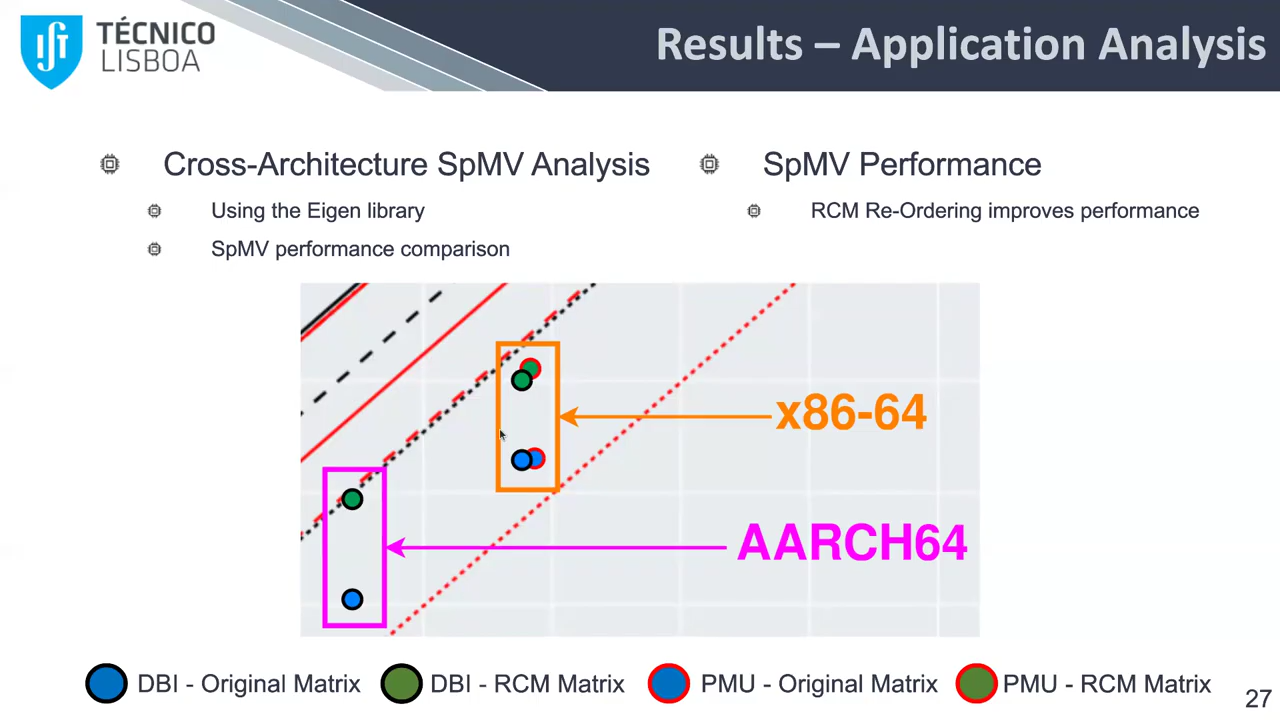 TÉCNICO
LISBOA
Results – Application Analysis
Cross-Architecture SpMV Analysis
Using the Eigen library
SpMV performance comparison
SpMV Performance
RCM Re-Ordering improves performance
x86-64
AARCH64
DBI - Original Matrix
DBI - RCM Matrix
PMU - Original Matrix
PMU - RCM Matrix
27